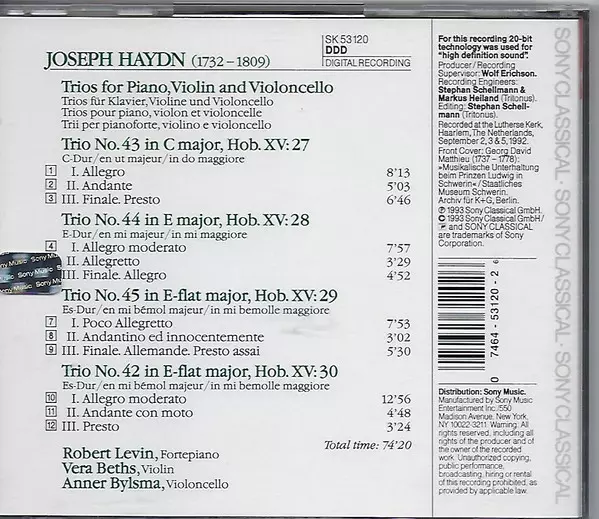 JOSEPH HAYDN (1732–1809)
SK 53120
DDD
DIGITAL RECORDING
Trios for Piano, Violin and Violoncello
Trios für Klavier, Violine und Violoncello
Trios pour piano, violon et violoncelle
Trii per pianoforte, violino e violoncello
Trio No. 43 in C major, Hob. XV: 27
C-Dur/en ut majeur/in do maggiore
1 I. Allegro 8'13
2 II. Andante 5'03
3 III. Finale. Presto 6'46
Trio No. 44 in E major, Hob. XV: 28
E-Dur/en mi majeur/in mi maggiore
4 I. Allegro moderato 7'57
II. Allegretto 3'29
III. Finale. Allegro 4'52
Trio No. 45 in E-flat major, Hob. XV: 29
Es-Dur/en mi bémol majeur/in mi bemolle maggiore
7 I. Poco Allegretto 7'53
8 II. Andantino ed innocentemente 3'02
9 III. Finale. Allemande. Presto assai 5'30
Trio No. 42 in E-flat major, Hob. XV: 30
Es-Dur/en mi bémol majeur/in mi bemolle maggiore
10 I. Allegro moderato 12'56
11 II. Andante con moto 4'48
12 III. Presto 3'24
Total time: 74'20
Robert Levin, Fortepiano
Vera Beths, Violin
Anner Bylsma, Violoncello
Sony Music
For this recording 20-bit
technology was used for
"high definition sound".
Producer/Recording
Supervisor: Wolf Erichson.
Recording Engineers:
Stephan Schellmann &
Markus Heiland (Tritonus).
Editing: Stephan Schell-
mann (Tritonus).
Recorded at the Lutherse Kerk,
Haarlem, The Netherlands,
September 2, 3 & 5, 1992.
Front Cover: Georg David
Matthieu (1737–1778):
»Musikalische Unterhaltung
beim Prinzen Ludwig in
Schwerin«/Staatliches
Museum Schwerin.
Archiv für K+G, Berlin.
℗ 1993 Sony Classical GmbH.
© 1993 Sony Classical GmbH/
and SONY CLASSICAL
are trademarks of Sony
Corporation.
0 7464-53120-2 6
Distribution: Sony Music.
Manufactured by Sony Music
Entertainment Inc./550
Madison Avenue. New York,
NY 10022-3211. Warning: All
rights reserved, including all
rights of the producer and of
the owner of the recorded
work. Unauthorized copying,
public performance,
broadcasting, hiring or rental
of this recording prohibited, as
provided by applicable law.
SONY CLASSICAL · SONY CLASSICAL · SONY CLASSICAL · SONY CLASSICAL